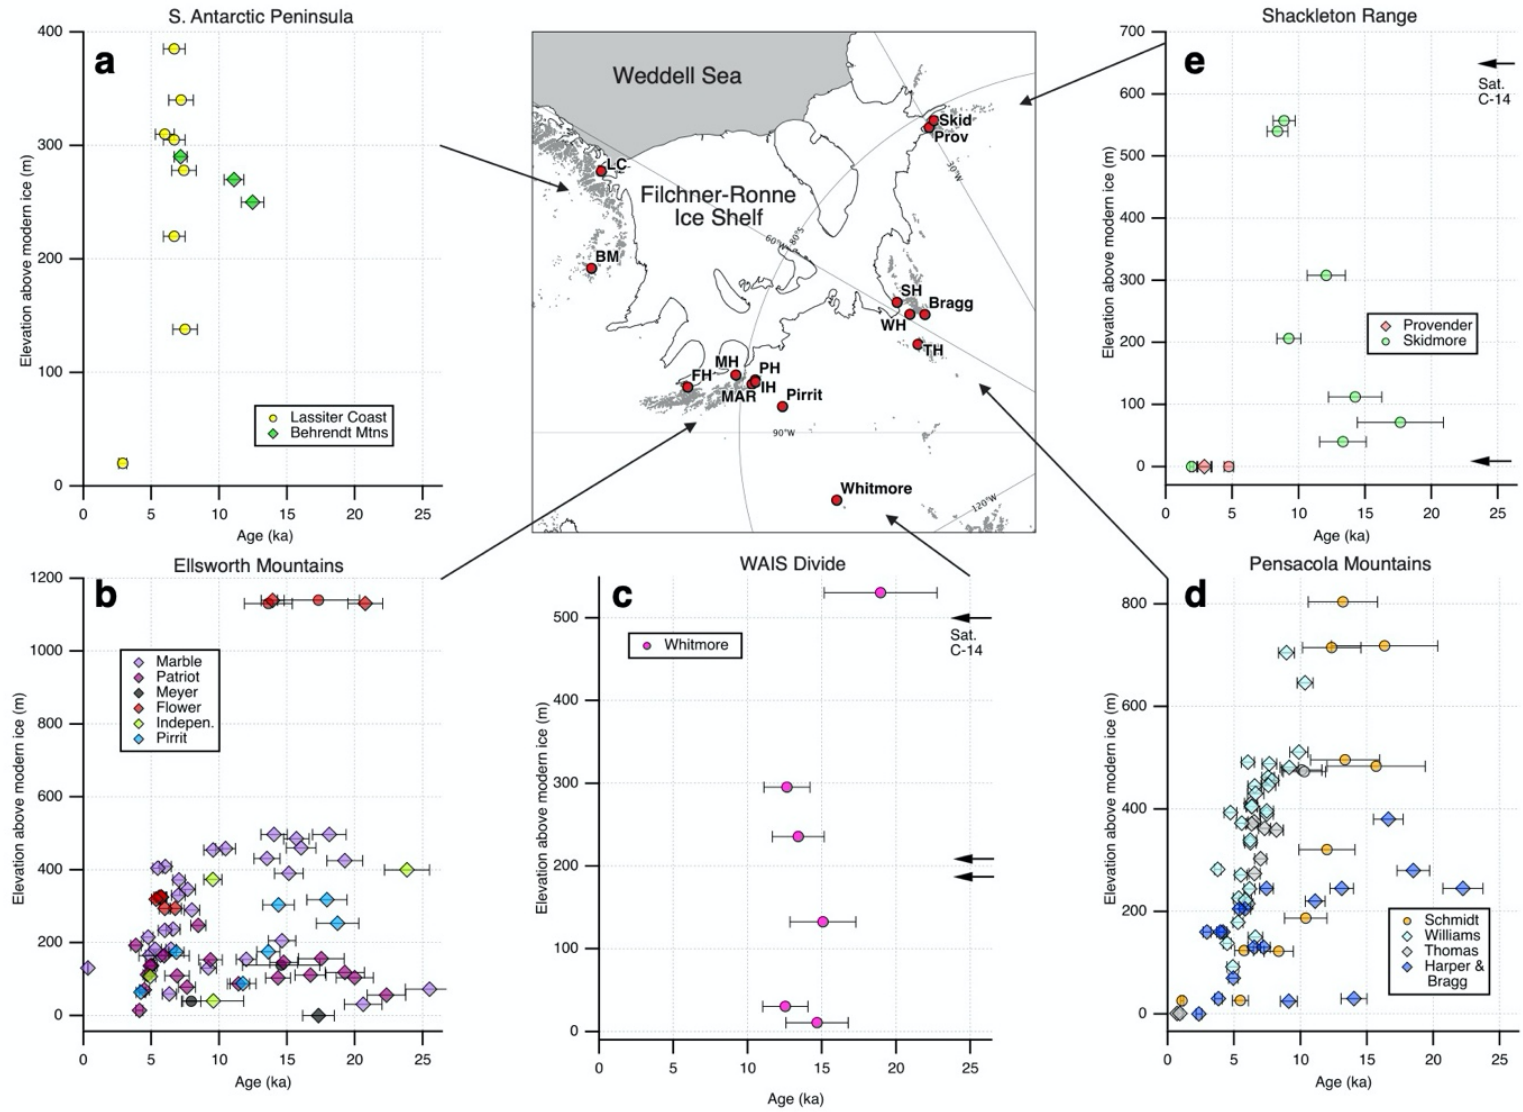 S. Antarctic Peninsula
a
400
300
200
100
0
Elevation above modern ice (m)
Lassiter Coast
Behrendt Mtns
0 5 10 15 20 25
Age (ka)
Weddell Sea
Filchner-Ronne
Ice Shelf
LC
BM
Skid
Prov
30°W
60°W
80°S
SH
Bragg
WH
TH
MH
PH
FH
IH
MAR
Pirrit
90°W
Whitmore
120°W
Shackleton Range
e
700
600
500
400
300
200
100
0
Elevation above modern ice (m)
Sat.
C-14
Provender
Skidmore
0 5 10 15 20 25
Age (ka)
Ellsworth Mountains
b
1200
1000
800
600
400
200
0
Elevation above modern ice (m)
Marble
Patriot
Meyer
Flower
Indepen.
Pirrit
0 5 10 15 20 25
Age (ka)
WAIS Divide
c
500
400
300
200
100
0
Elevation above modern ice (m)
Whitmore
Sat.
C-14
0 5 10 15 20 25
Age (ka)
Pensacola Mountains
d
800
600
400
200
0
Elevation above modern ice (m)
Schmidt
Williams
Thomas
Harper &
Bragg
0 5 10 15 20 25
Age (ka)